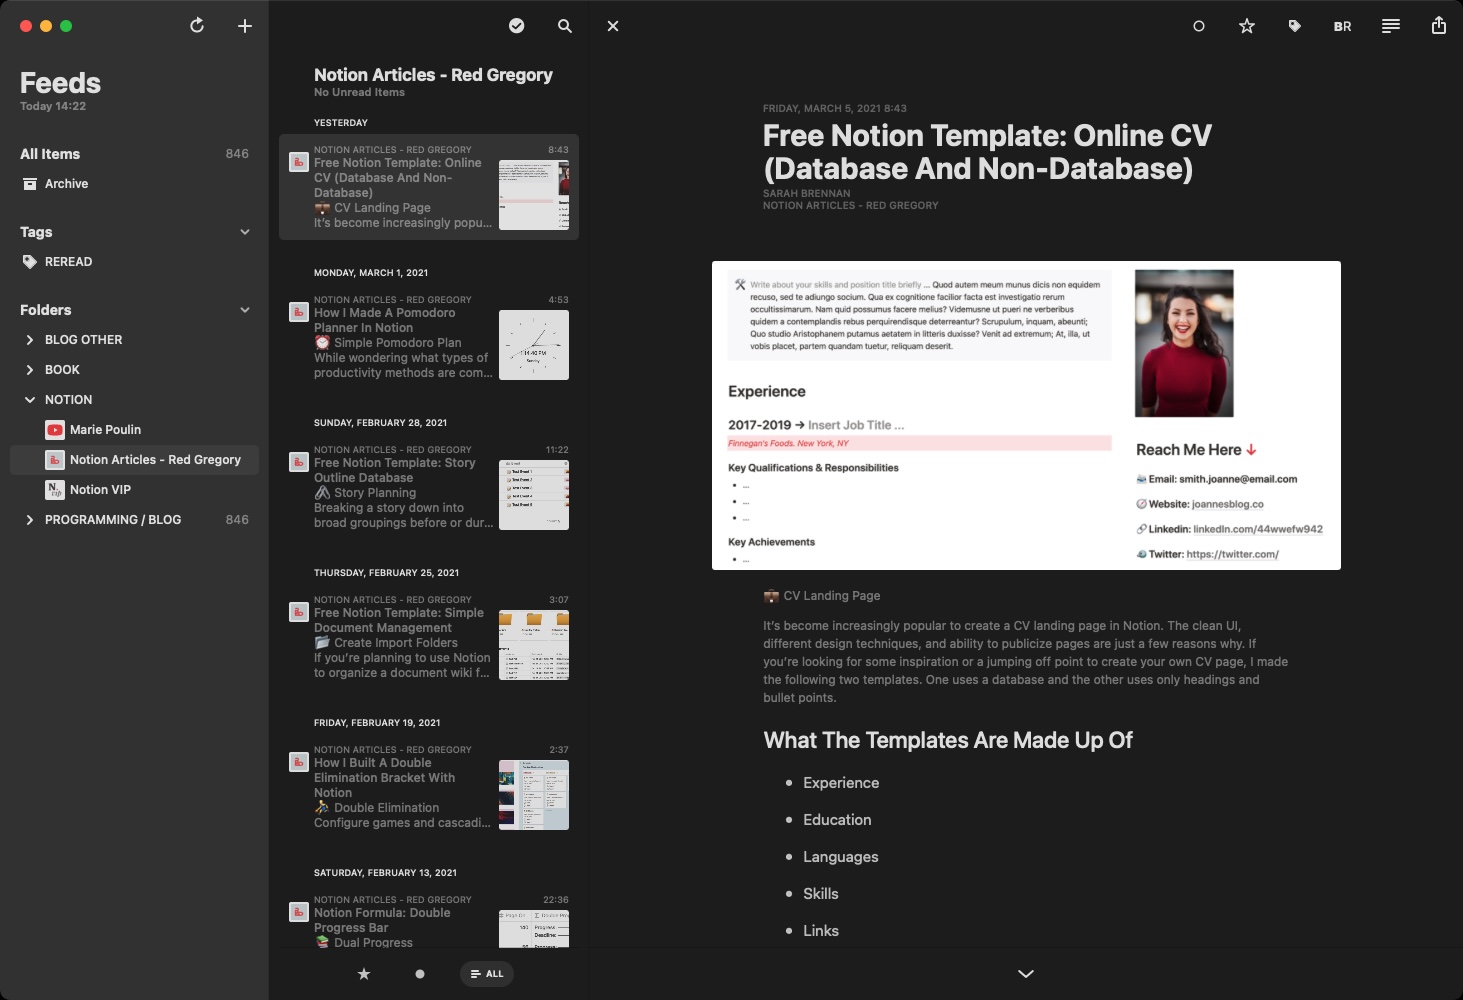 Feeds
Today 14:22
All Items 846
Archive
Tags
REREAD
Folders
BLOG OTHER
BOOK
NOTION
Marie Poulin
Notion Articles - Red Gregory
Notion VIP
PROGRAMMING / BLOG 846
Notion Articles - Red Gregory
No Unread Items
YESTERDAY
NOTION ARTICLES - RED GREGORY 8:43
Free Notion Template: Online
CV (Database And Non-
Database)
CV Landing Page
It's become increasingly popu...
MONDAY, MARCH 1, 2021
NOTION ARTICLES - RED GREGORY 4:53
How I Made A Pomodoro
Planner In Notion
Simple Pomodoro Plan
While wondering what types of
productivity methods are com...
SUNDAY, FEBRUARY 28, 2021
NOTION ARTICLES - RED GREGORY 11:22
Free Notion Template: Story
Outline Database
Story Planning
Breaking a story down into
broad groupings before or dur...
THURSDAY, FEBRUARY 25, 2021
NOTION ARTICLES - RED GREGORY 3:07
Free Notion Template: Simple
Document Management
Create Import Folders
If you're planning to use Notion
to organize a document wiki f...
FRIDAY, FEBRUARY 19, 2021
NOTION ARTICLES - RED GREGORY 2:37
How I Built A Double
Elimination Bracket With
Notion
Double Elimination
Configure games and cascadi...
SATURDAY, FEBRUARY 13, 2021
NOTION ARTICLES - RED GREGORY 22:36
Notion Formula: Double
Progress Bar
Dual Progress
ALL
BR
FRIDAY, MARCH 5, 2021 8:43
Free Notion Template: Online CV
(Database And Non-Database)
SARAH BRENNAN
NOTION ARTICLES - RED GREGORY
Write about your skills and position title briefly ... Quod autem meum munus dicis non equidem
recuso, sed te adiungo socium. Qua ex cognitione facilior facta est investigatio rerum
occultissimarum. Nam quid possumus facere melius? Videmusne ut pueri ne verberibus
quidem a contemplandis rebus perquirendisque deterreantur? Scrupulum, inquam, abeunti;
Quo studio Aristophanem putamus aetatem in litteris duxisse? Venit ad extremum; At, illa, ut
vobis placet, partem quandam tuetur, reliquam deserit.
Experience
2017-2019 → Insert Job Title ...
Finnegan's Foods. New York, NY
Key Qualifications & Responsibilities
• ...
• ...
• ...
Key Achievements
• ...
Reach Me Here ↓
Email: smith.joanne@email.com
Website: joannesblog.co
Linkedin: linkedIn.com/44wwefw942
Twitter: https://twitter.com/
CV Landing Page
It's become increasingly popular to create a CV landing page in Notion. The clean UI,
different design techniques, and ability to publicize pages are just a few reasons why. If
you're looking for some inspiration or a jumping off point to create your own CV page, I made
the following two templates. One uses a database and the other uses only headings and
bullet points.
What The Templates Are Made Up Of
• Experience
• Education
• Languages
• Skills
• Links